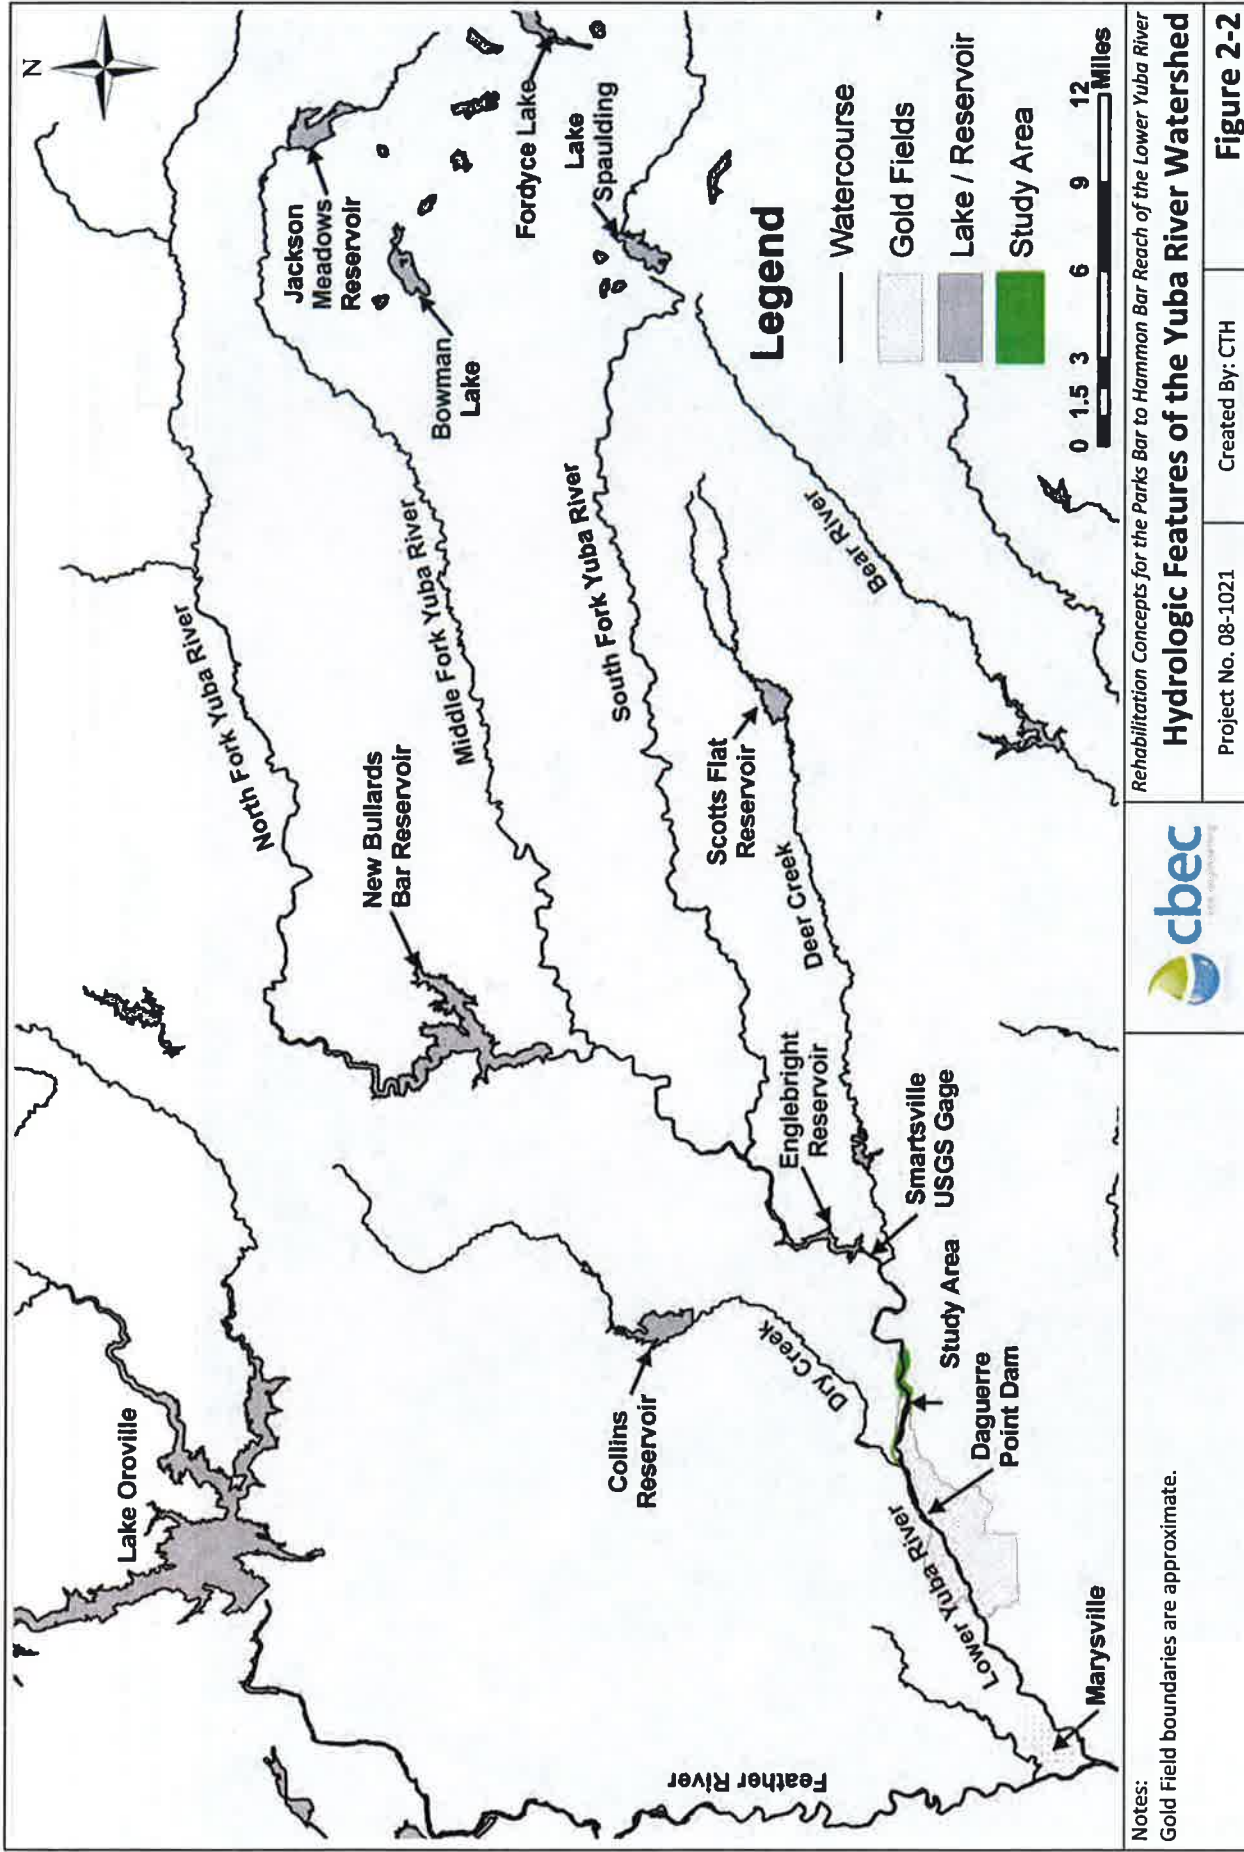 N
Lake Oroville
North Fork Yuba River
Jackson
Meadows
Reservoir
New Bullards
Bar Reservoir
Middle Fork Yuba River
Bowman
Lake
Fordyce Lake
Lake
Spaulding
South Fork Yuba River
Collins
Reservoir
Feather River
Dry Creek
Scotts Flat
Reservoir
Deer Creek
Englebright
Reservoir
Bear River
Smartsville
USGS Gage
Study Area
Daguerre
Point Dam
Lower Yuba River
Marysville
Legend
Watercourse
Gold Fields
Lake / Reservoir
Study Area
0 1.5 3 6 9 12
Miles
Notes:
Gold Field boundaries are approximate.
cbec
eco engineering
Rehabilitation Concepts for the Parks Bar to Hammon Bar Reach of the Lower Yuba River
Hydrologic Features of the Yuba River Watershed
Project No. 08-1021
Created By: CTH
Figure 2-2